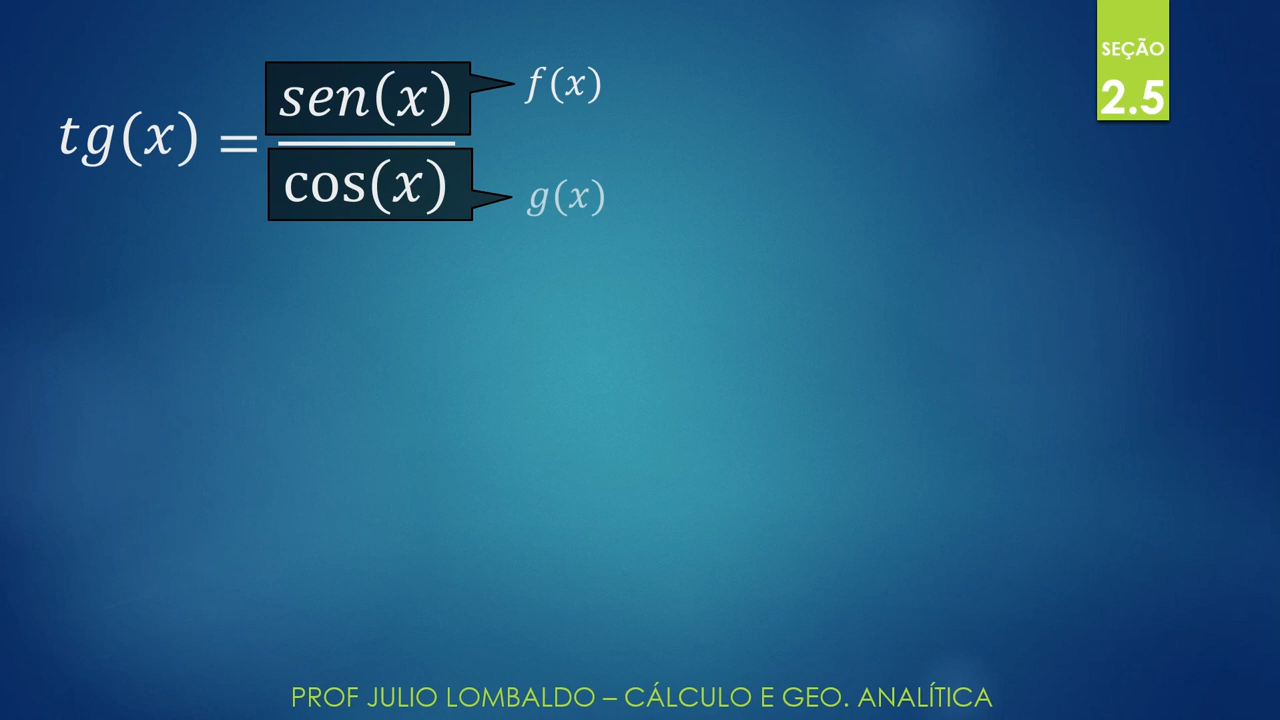 SEÇÃO
2.5
tg(x) = sen(x) / cos(x)
f(x)
g(x)
PROF JULIO LOMBALDO – CÁLCULO E GEO. ANALÍTICA